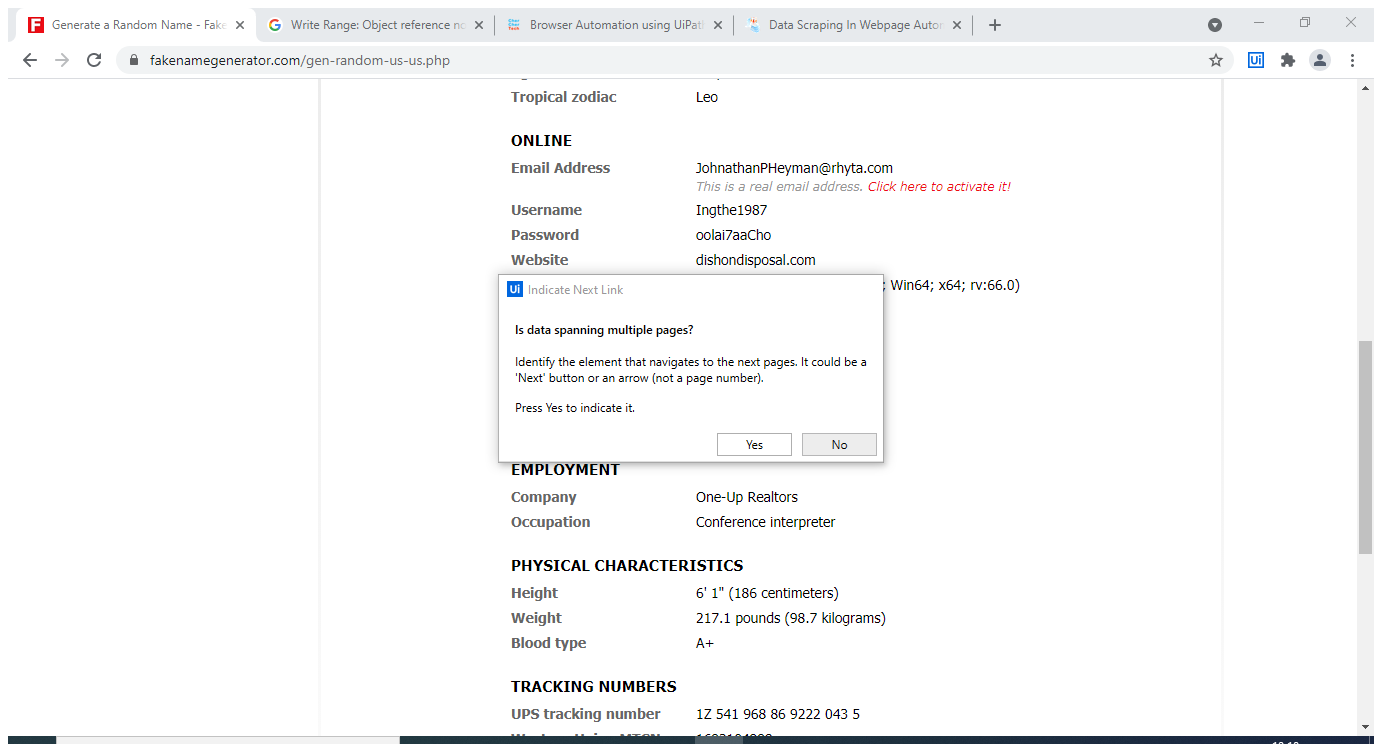 Generate a Random Name - Fake
Write Range: Object reference no
Browser Automation using UiPath
Data Scraping In Webpage Autor
fakenamegenerator.com/gen-random-us-us.php
Ui
Tropical zodiac Leo
ONLINE
Email Address JohnathanPHeyman@rhyta.com
This is a real email address. Click here to activate it!
Username Ingthe1987
Password oolai7aaCho
Website dishondisposal.com
; Win64; x64; rv:66.0)
Ui Indicate Next Link
Is data spanning multiple pages?
Identify the element that navigates to the next pages. It could be a
'Next' button or an arrow (not a page number).
Press Yes to indicate it.
Yes No
EMPLOYMENT
Company One-Up Realtors
Occupation Conference interpreter
PHYSICAL CHARACTERISTICS
Height 6' 1" (186 centimeters)
Weight 217.1 pounds (98.7 kilograms)
Blood type A+
TRACKING NUMBERS
UPS tracking number 1Z 541 968 86 9222 043 5